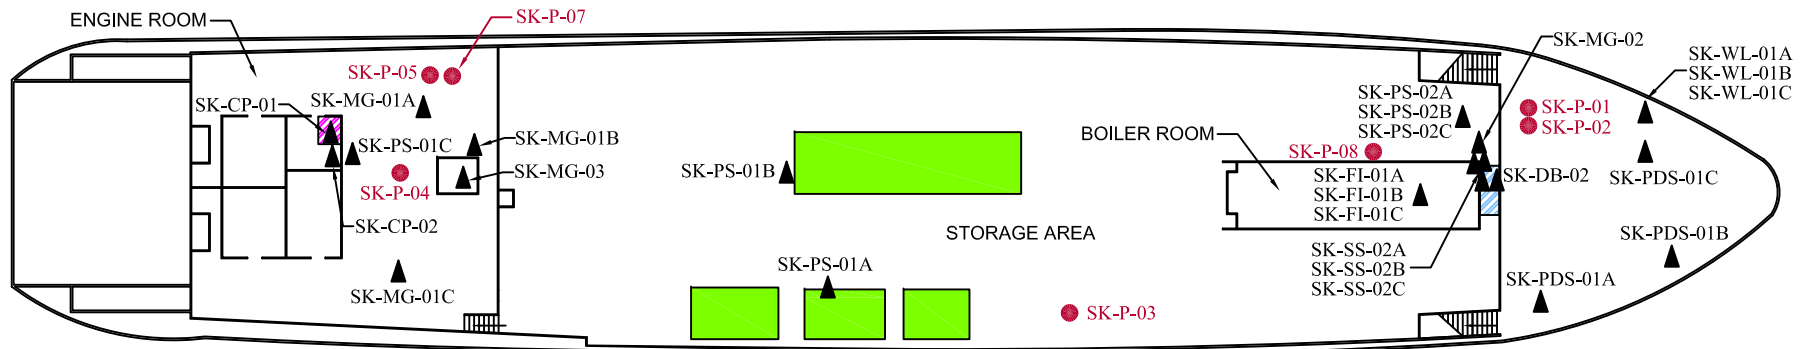 ENGINE ROOM
SK-P-07
SK-P-05
SK-CP-01
SK-MG-01A
SK-MG-01B
SK-PS-01C
SK-MG-03
SK-P-04
SK-CP-02
SK-MG-01C
SK-PS-01B
SK-PS-01A
STORAGE AREA
SK-P-03
BOILER ROOM
SK-MG-02
SK-PS-02A
SK-PS-02B
SK-PS-02C
SK-P-08
SK-FI-01A
SK-FI-01B
SK-FI-01C
SK-DB-02
SK-SS-02A
SK-SS-02B
SK-SS-02C
SK-WL-01A
SK-WL-01B
SK-WL-01C
SK-P-01
SK-P-02
SK-PDS-01C
SK-PDS-01B
SK-PDS-01A